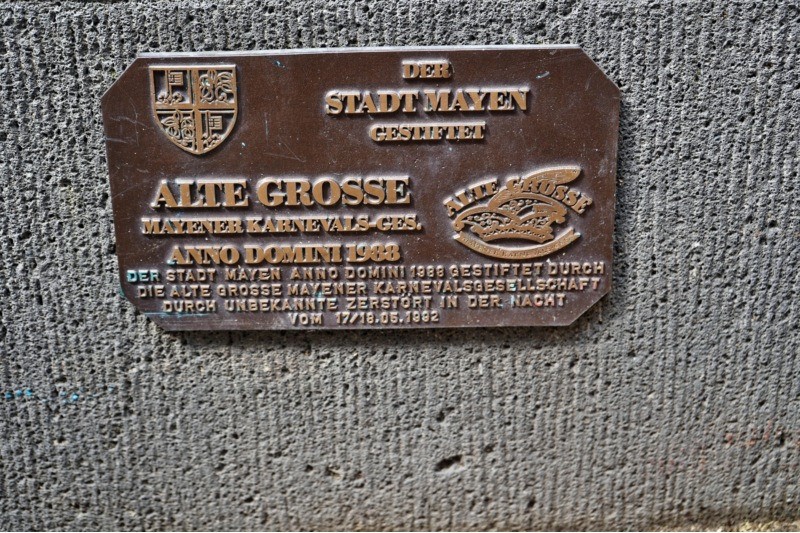 DER
STADT MAYEN
GESTIFTET
ALTE GROSSE
MAYENER KARNEVALS-GES.
ANNO DOMINI 1988
ALTE GROSSE
DER STADT MAYEN ANNO DOMINI 1988 GESTIFTET DURCH
DIE ALTE GROSSE MAYENER KARNEVALSGESELLSCHAFT
DURCH UNBEKANNTE ZERSTÖRT IN DER NACHT
VOM 17/18.05.1992